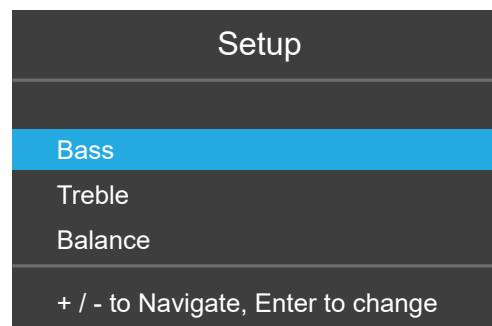 Setup
Bass
Treble
Balance
+ / - to Navigate, Enter to change